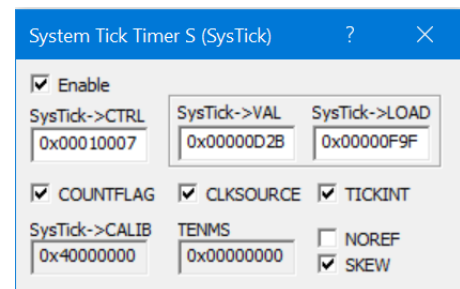 System Tick Timer S (SysTick) ? ×
Enable
SysTick->CTRL SysTick->VAL SysTick->LOAD
0x00010007 0x00000D2B 0x00000F9F
COUNTFLAG CLKSOURCE TICKINT
SysTick->CALIB TENMS NOREF
0x40000000 0x00000000 SKEW